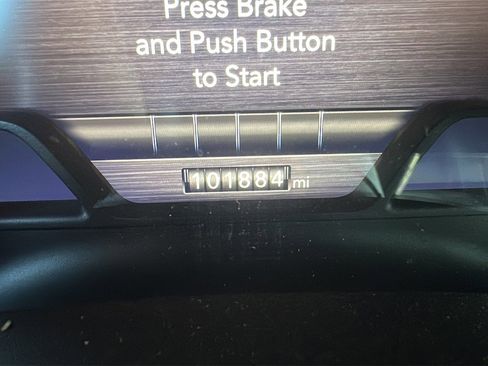 Press Brake
and Push Button
to Start
101884 mi